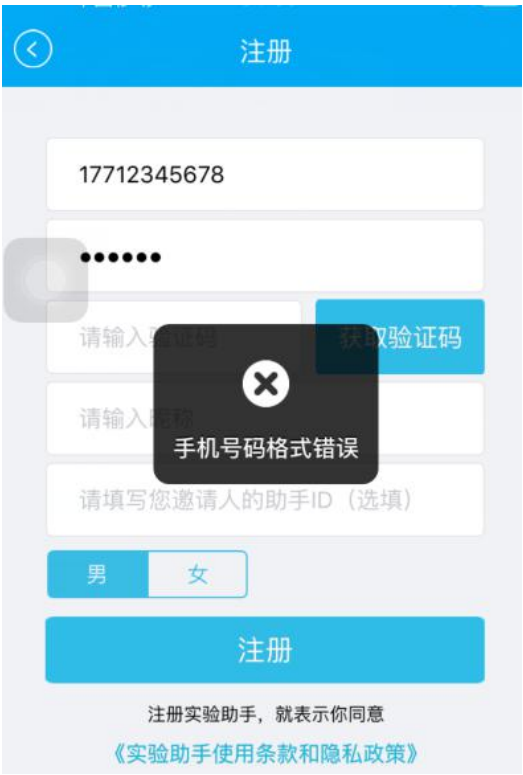 注册
17712345678
••••••
请输入验证码
获取验证码
手机号码格式错误
请输入昵称
请填写您邀请人的助手ID（选填）
男
女
注册
注册实验助手，就表示你同意
《实验助手使用条款和隐私政策》